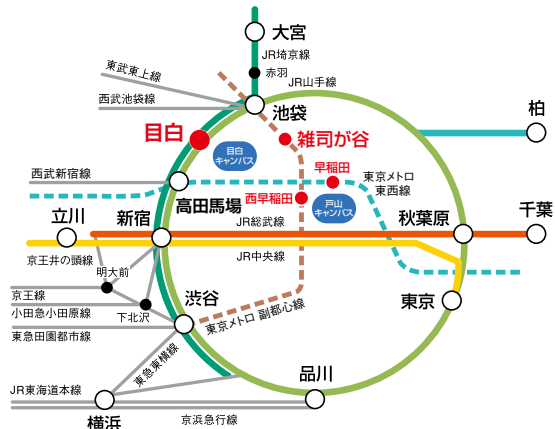 大宮
JR埼京線
東武東上線
赤羽
JR山手線
西武池袋線
池袋
柏
目白
雑司が谷
目白
キャンパス
早稲田
西武新宿線
東京メトロ
東西線
西早稲田
戸山
キャンパス
高田馬場
立川
新宿
JR総武線
秋葉原
千葉
京王井の頭線
JR中央線
明大前
京王線
渋谷
東京
小田急小田原線
下北沢
東京メトロ 副都心線
東急田園都市線
東急東横線
品川
JR東海道本線
横浜
京浜急行線